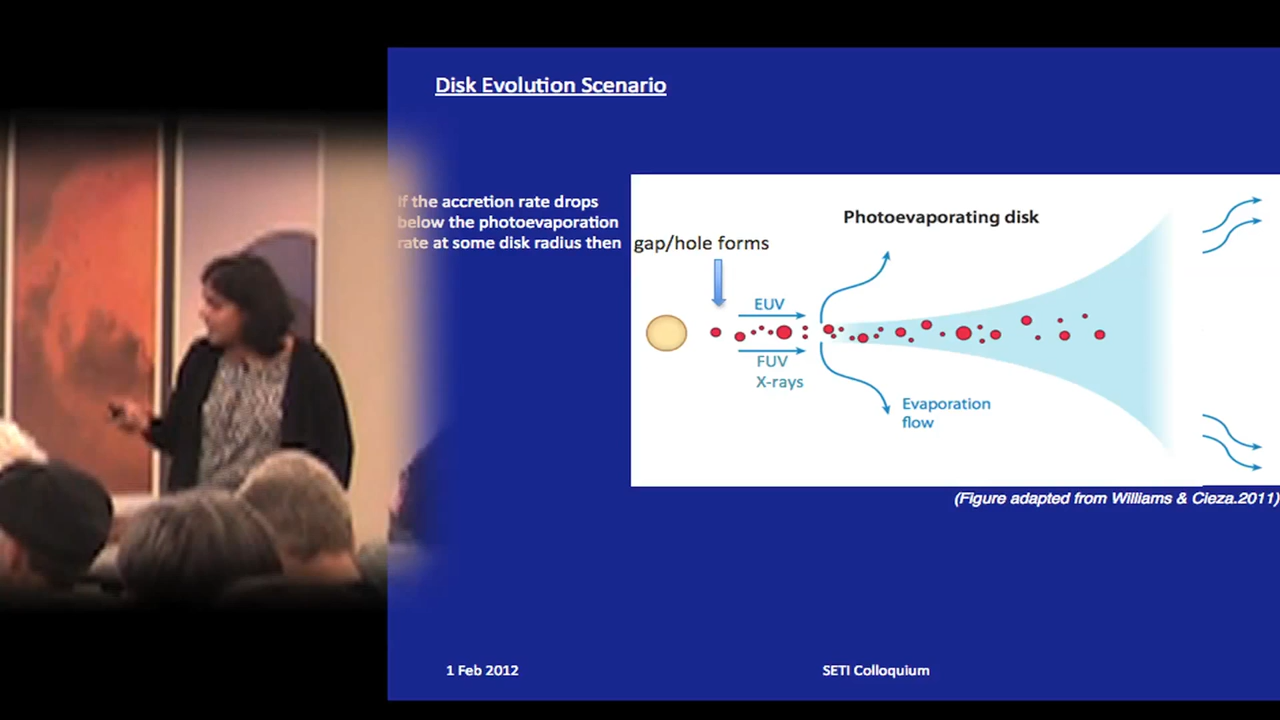 Disk Evolution Scenario
If the accretion rate drops
below the photoevaporation
rate at some disk radius then
gap/hole forms
Photoevaporating disk
EUV
FUV
X-rays
Evaporation
flow
(Figure adapted from Williams & Cieza.2011)
1 Feb 2012
SETI Colloquium